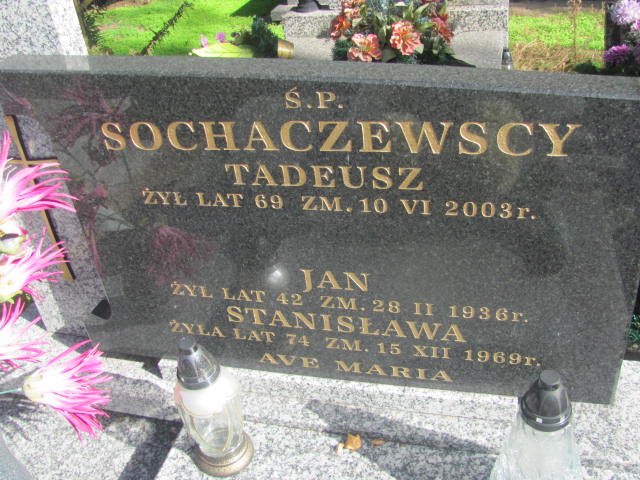 Ś.P.
SOCHACZEWSCY
TADEUSZ
ŻYŁ LAT 69 ZM. 10 VI 2003r.
JAN
ŻYŁ LAT 42 ZM. 28 II 1936r.
STANISŁAWA
ŻYŁA LAT 74 ZM. 15 XII 1969r.
AVE MARIA